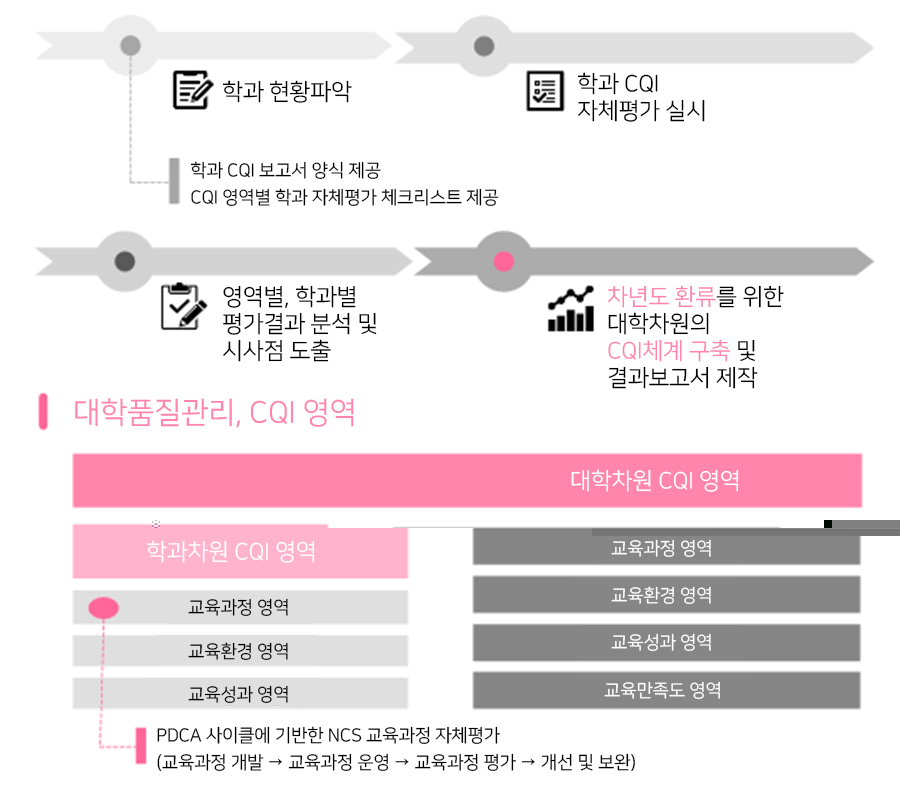 학과 현황파악
학과 CQI
자체평가 실시
학과 CQI 보고서 양식 제공
CQI 영역별 학과 자체평가 체크리스트 제공
영역별, 학과별
평가결과 분석 및
시사점 도출
차년도 환류를 위한
대학차원의
CQI체계 구축 및
결과보고서 제작
대학품질관리, CQI 영역
대학차원 CQI 영역
학과차원 CQI 영역
교육과정 영역
교육환경 영역
교육성과 영역
교육과정 영역
교육환경 영역
교육성과 영역
교육만족도 영역
PDCA 사이클에 기반한 NCS 교육과정 자체평가
(교육과정 개발 → 교육과정 운영 → 교육과정 평가 → 개선 및 보완)